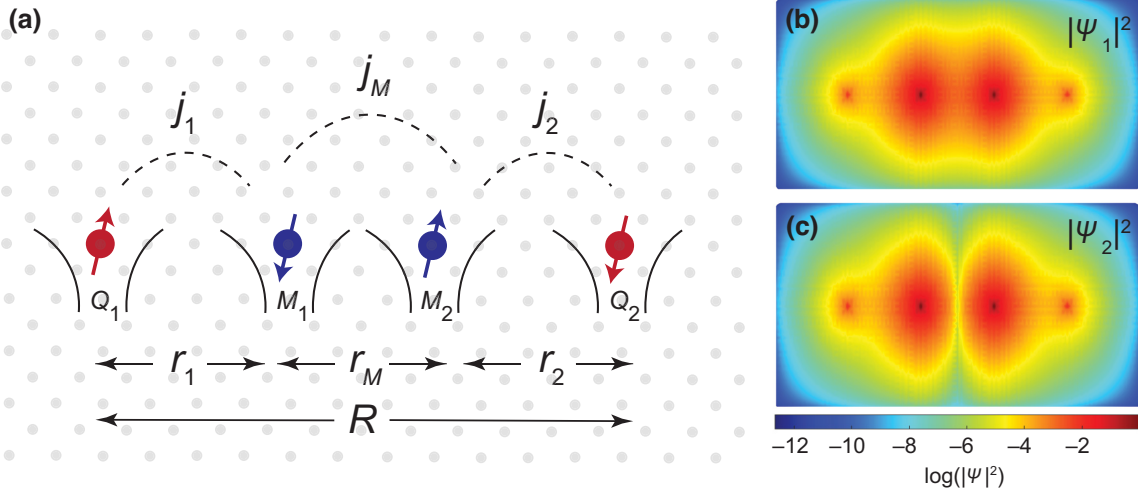 (a)
j_1
j_M
j_2
Q_1 M_1 M_2 Q_2
r_1 r_M r_2
R
(b) |Ψ_1|^2
(c) |Ψ_2|^2
−12 −10 −8 −6 −4 −2
log(|Ψ|^2)